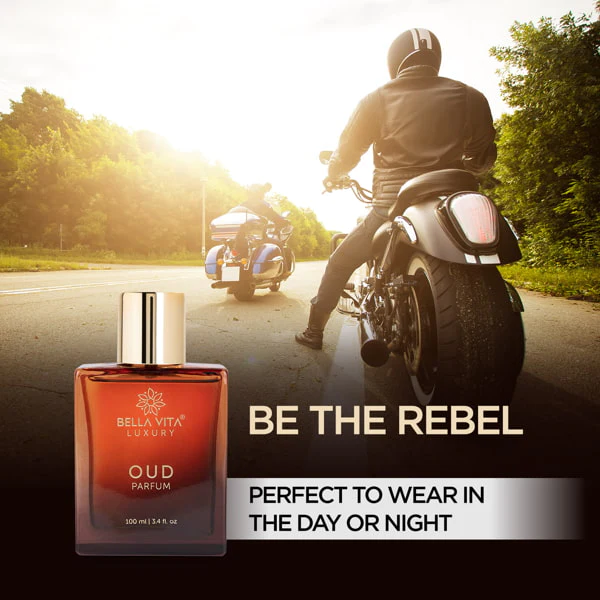 BELLA VITA®
LUXURY
OUD
PARFUM
100 ml | 3.4 fl. oz
BE THE REBEL
PERFECT TO WEAR IN
THE DAY OR NIGHT